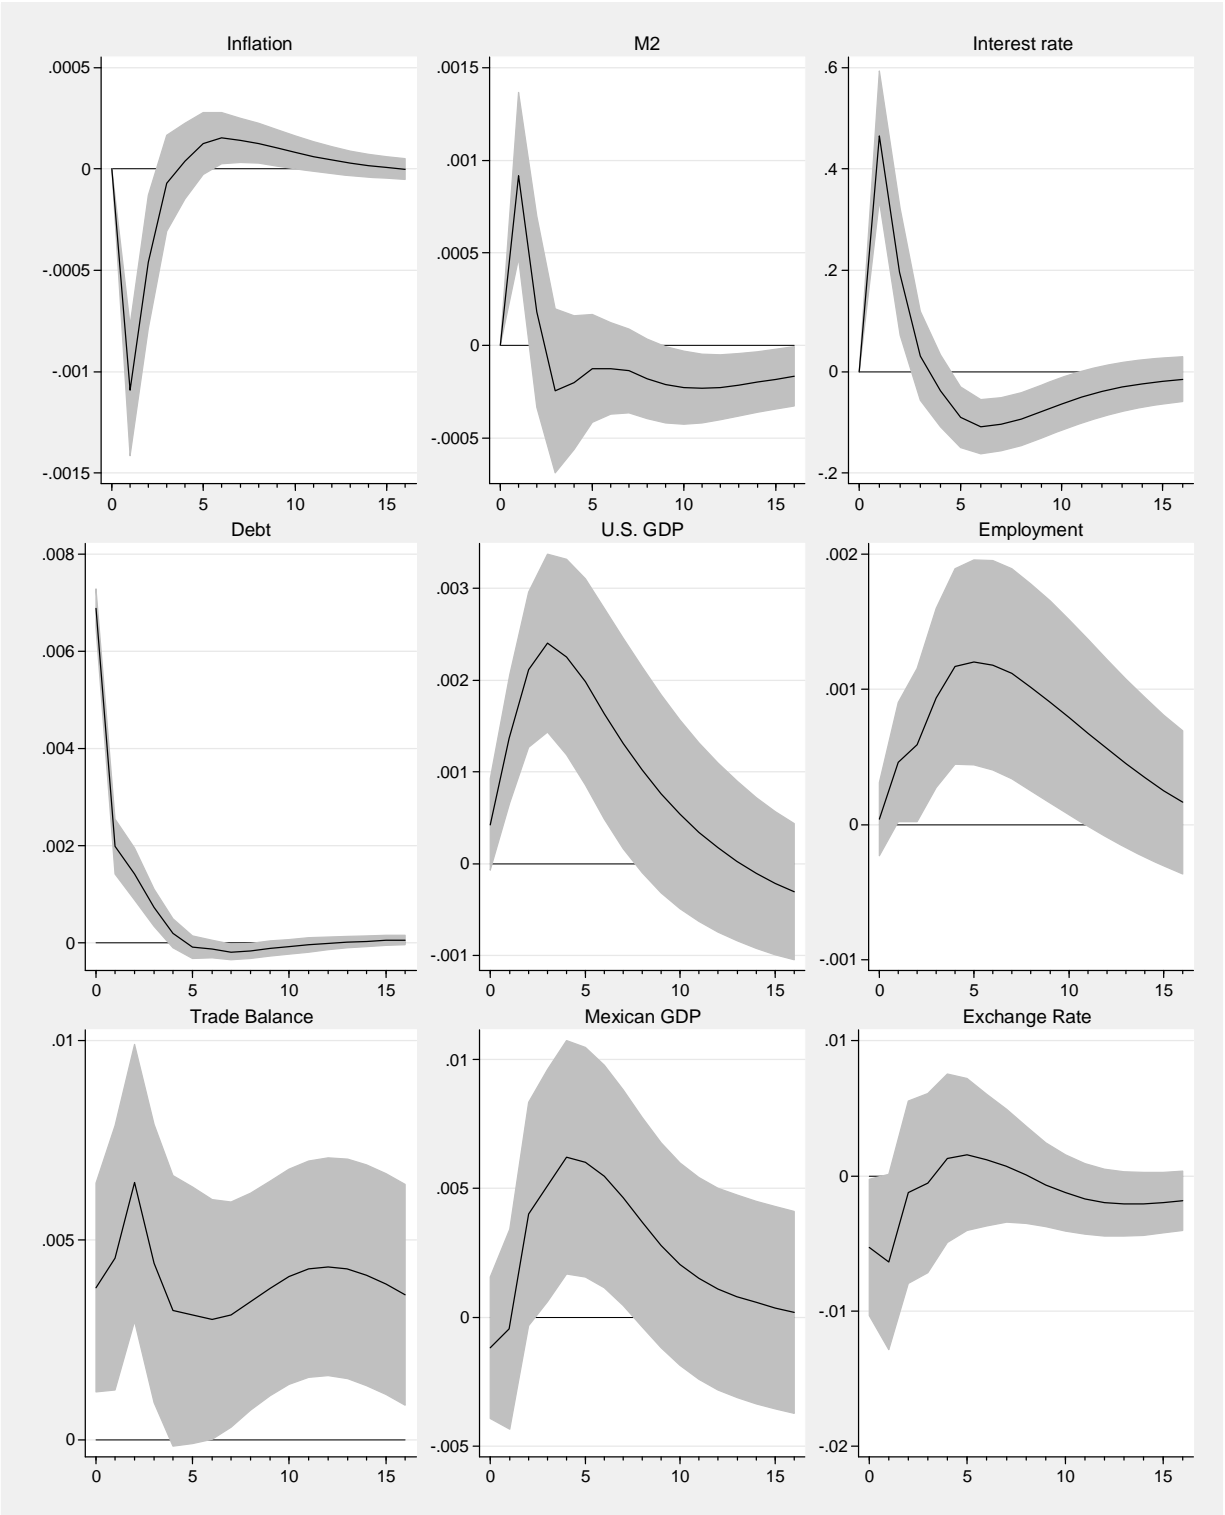 Inflation M2 Interest rate
.0005 .0015 .6
.001 .4
0 .0005 .2
-.0005 0 0
-.001 -.0005 -.2
-.0015
0 5 10 15 0 5 10 15 0 5 10 15
Debt U.S. GDP Employment
.008 .003 .002
.006 .002 .001
.004 .001 0
.002 0 -.001
0 -.001
0 5 10 15 0 5 10 15 0 5 10 15
Trade Balance Mexican GDP Exchange Rate
.01 .01 .01
.005 .005 0
0 0 -.01
-.005 -.02
0 5 10 15 0 5 10 15 0 5 10 15